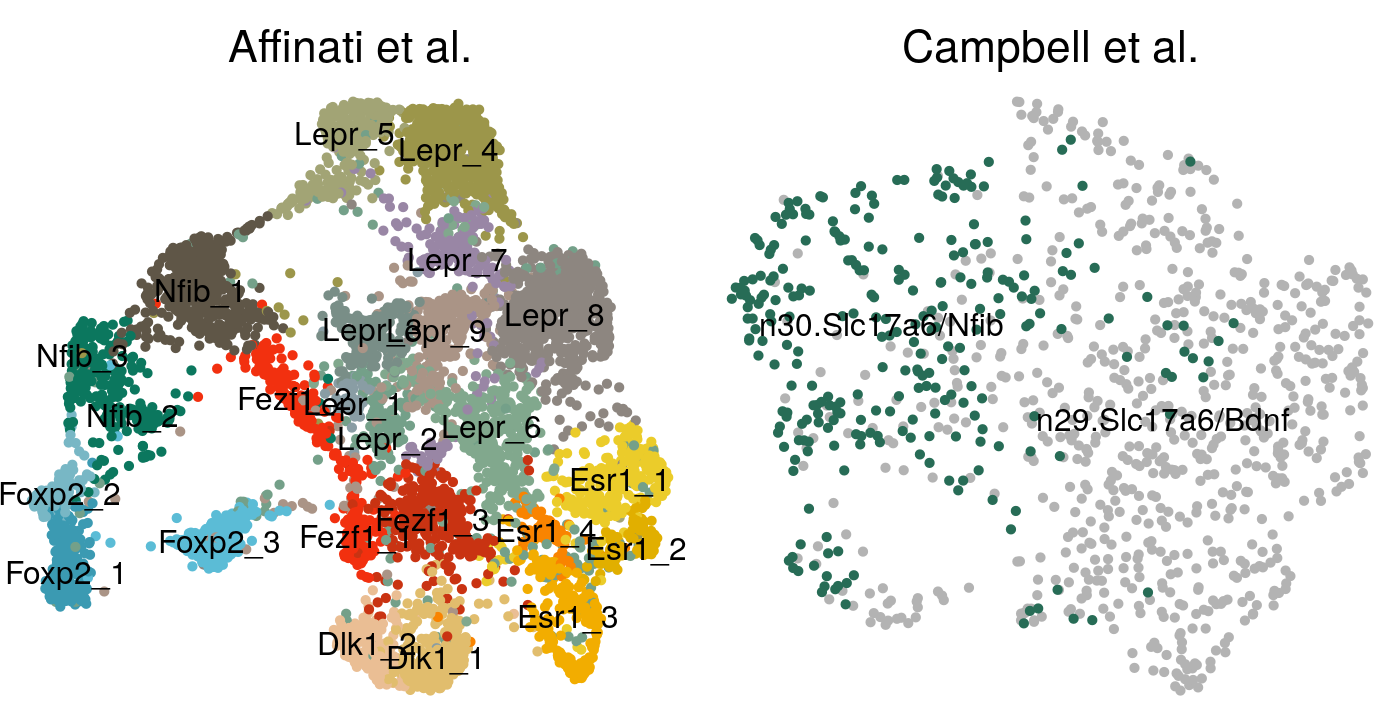 Affinati et al.
Campbell et al.
Lepr_5
Lepr_4
Lepr_7
Nfib_1
Lepr_8
Lepr_3
Lepr_9
n30.Slc17a6/Nfib
Nfib_3
Fezf1_2
Lepr_1
Nfib_2
Lepr_2
Lepr_6
n29.Slc17a6/Bdnf
Esr1_1
Foxp2_2
Fezf1_3
Foxp2_3
Fezf1_1
Esr1_4
Esr1_2
Foxp2_1
Esr1_3
Dlk1_2
Dlk1_1